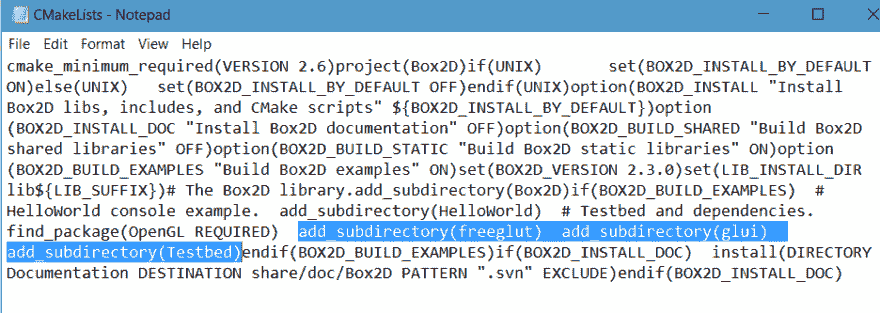 CMakeLists - Notepad
File Edit Format View Help
cmake_minimum_required(VERSION 2.6)project(Box2D)if(UNIX)       set(BOX2D_INSTALL_BY_DEFAULT
ON)else(UNIX)   set(BOX2D_INSTALL_BY_DEFAULT OFF)endif(UNIX)option(BOX2D_INSTALL "Install
Box2D libs, includes, and CMake scripts" ${BOX2D_INSTALL_BY_DEFAULT})option
(BOX2D_INSTALL_DOC "Install Box2D documentation" OFF)option(BOX2D_BUILD_SHARED "Build Box2D
shared libraries" OFF)option(BOX2D_BUILD_STATIC "Build Box2D static libraries" ON)option
(BOX2D_BUILD_EXAMPLES "Build Box2D examples" ON)set(BOX2D_VERSION 2.3.0)set(LIB_INSTALL_DIR
lib${LIB_SUFFIX})# The Box2D library.add_subdirectory(Box2D)if(BOX2D_BUILD_EXAMPLES)  #
HelloWorld console example.  add_subdirectory(HelloWorld)  # Testbed and dependencies.
find_package(OpenGL REQUIRED)  add_subdirectory(freeglut)  add_subdirectory(glui)
add_subdirectory(Testbed)endif(BOX2D_BUILD_EXAMPLES)if(BOX2D_INSTALL_DOC)  install(DIRECTORY
Documentation DESTINATION share/doc/Box2D PATTERN ".svn" EXCLUDE)endif(BOX2D_INSTALL_DOC)